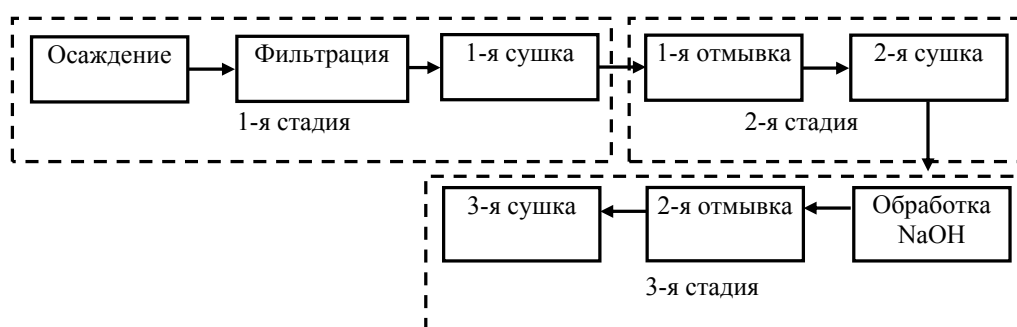 Осаждение
Фильтрация
1-я сушка
1-я стадия
1-я отмывка
2-я сушка
2-я стадия
Обработка
NaOH
2-я отмывка
3-я сушка
3-я стадия